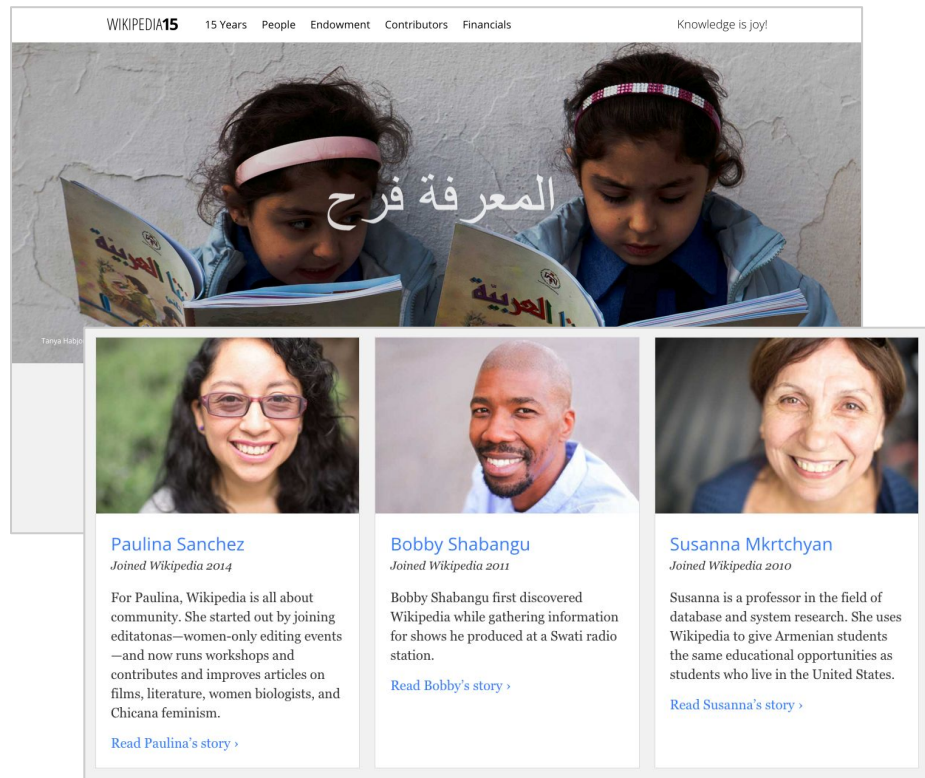 WIKIPEDIA15 15 Years People Endowment Contributors Financials Knowledge is joy!
المعرفة فرح
العربية
نا العربية
Tanya Habjo
Paulina Sanchez
Joined Wikipedia 2014
For Paulina, Wikipedia is all about
community. She started out by joining
editatonas—women-only editing events
—and now runs workshops and
contributes and improves articles on
films, literature, women biologists, and
Chicana feminism.
Read Paulina’s story ›
Bobby Shabangu
Joined Wikipedia 2011
Bobby Shabangu first discovered
Wikipedia while gathering information
for shows he produced at a Swati radio
station.
Read Bobby’s story ›
Susanna Mkrtchyan
Joined Wikipedia 2010
Susanna is a professor in the field of
database and system research. She uses
Wikipedia to give Armenian students
the same educational opportunities as
students who live in the United States.
Read Susanna’s story ›